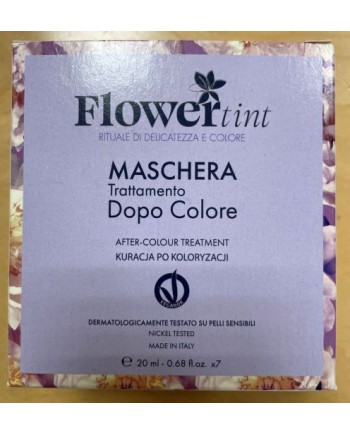 Flowertint
RITUALE DI DELICATEZZA E COLORE
MASCHERA
Trattamento
Dopo Colore
AFTER-COLOUR TREATMENT
KURACJA PO KOLORYZACJI
VEGANOK
DERMATOLOGICAMENTE TESTATO SU PELLI SENSIBILI
NICKEL TESTED
MADE IN ITALY
℮ 20 ml - 0.68 fl.oz. x7